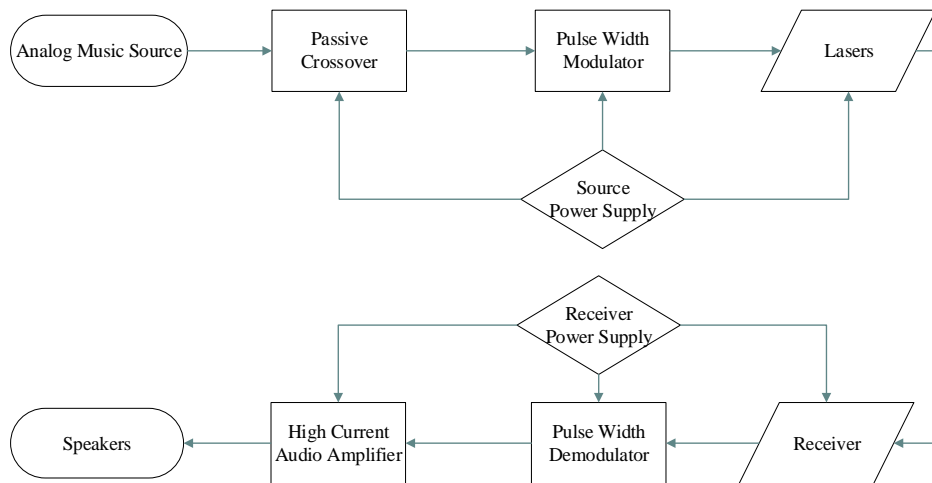 Analog Music Source
Passive
Crossover
Pulse Width
Modulator
Lasers
Source
Power Supply
Receiver
Power Supply
Speakers
High Current
Audio Amplifier
Pulse Width
Demodulator
Receiver